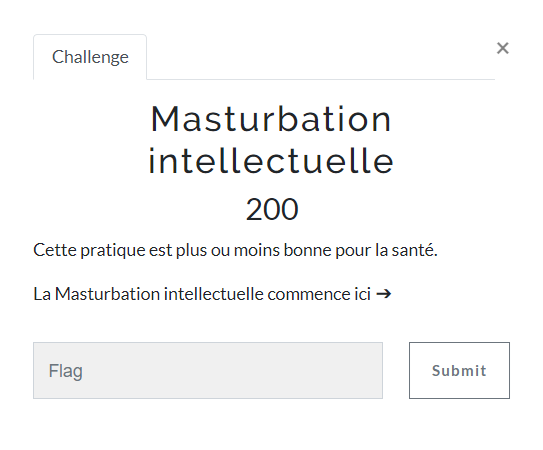 Challenge
×
Masturbation
intellectuelle
200
Cette pratique est plus ou moins bonne pour la santé.
La Masturbation intellectuelle commence ici ➔
Flag
Submit